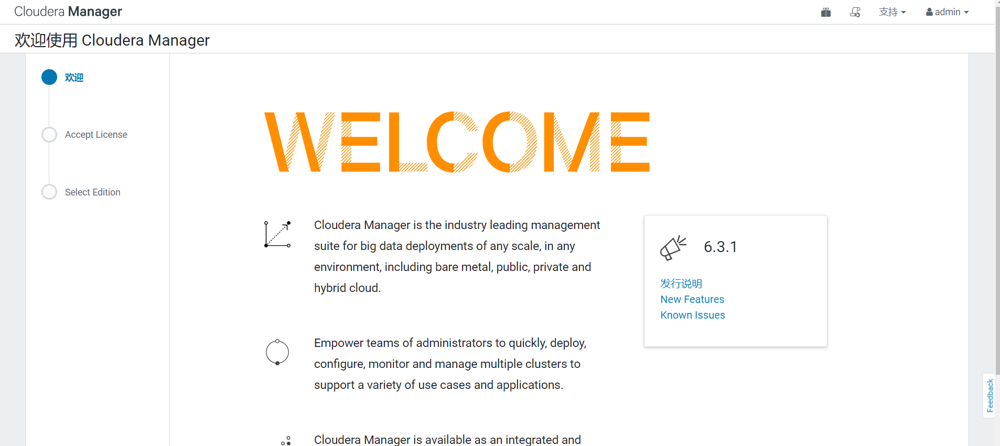 Cloudera Manager
支持
admin
欢迎使用 Cloudera Manager
欢迎
Accept License
Select Edition
WELCOME
Cloudera Manager is the industry leading management
suite for big data deployments of any scale, in any
environment, including bare metal, public, private and
hybrid cloud.
6.3.1
发行说明
New Features
Known Issues
Empower teams of administrators to quickly, deploy,
configure, monitor and manage multiple clusters to
support a variety of use cases and applications.
Feedback
Cloudera Manager is available as an integrated and